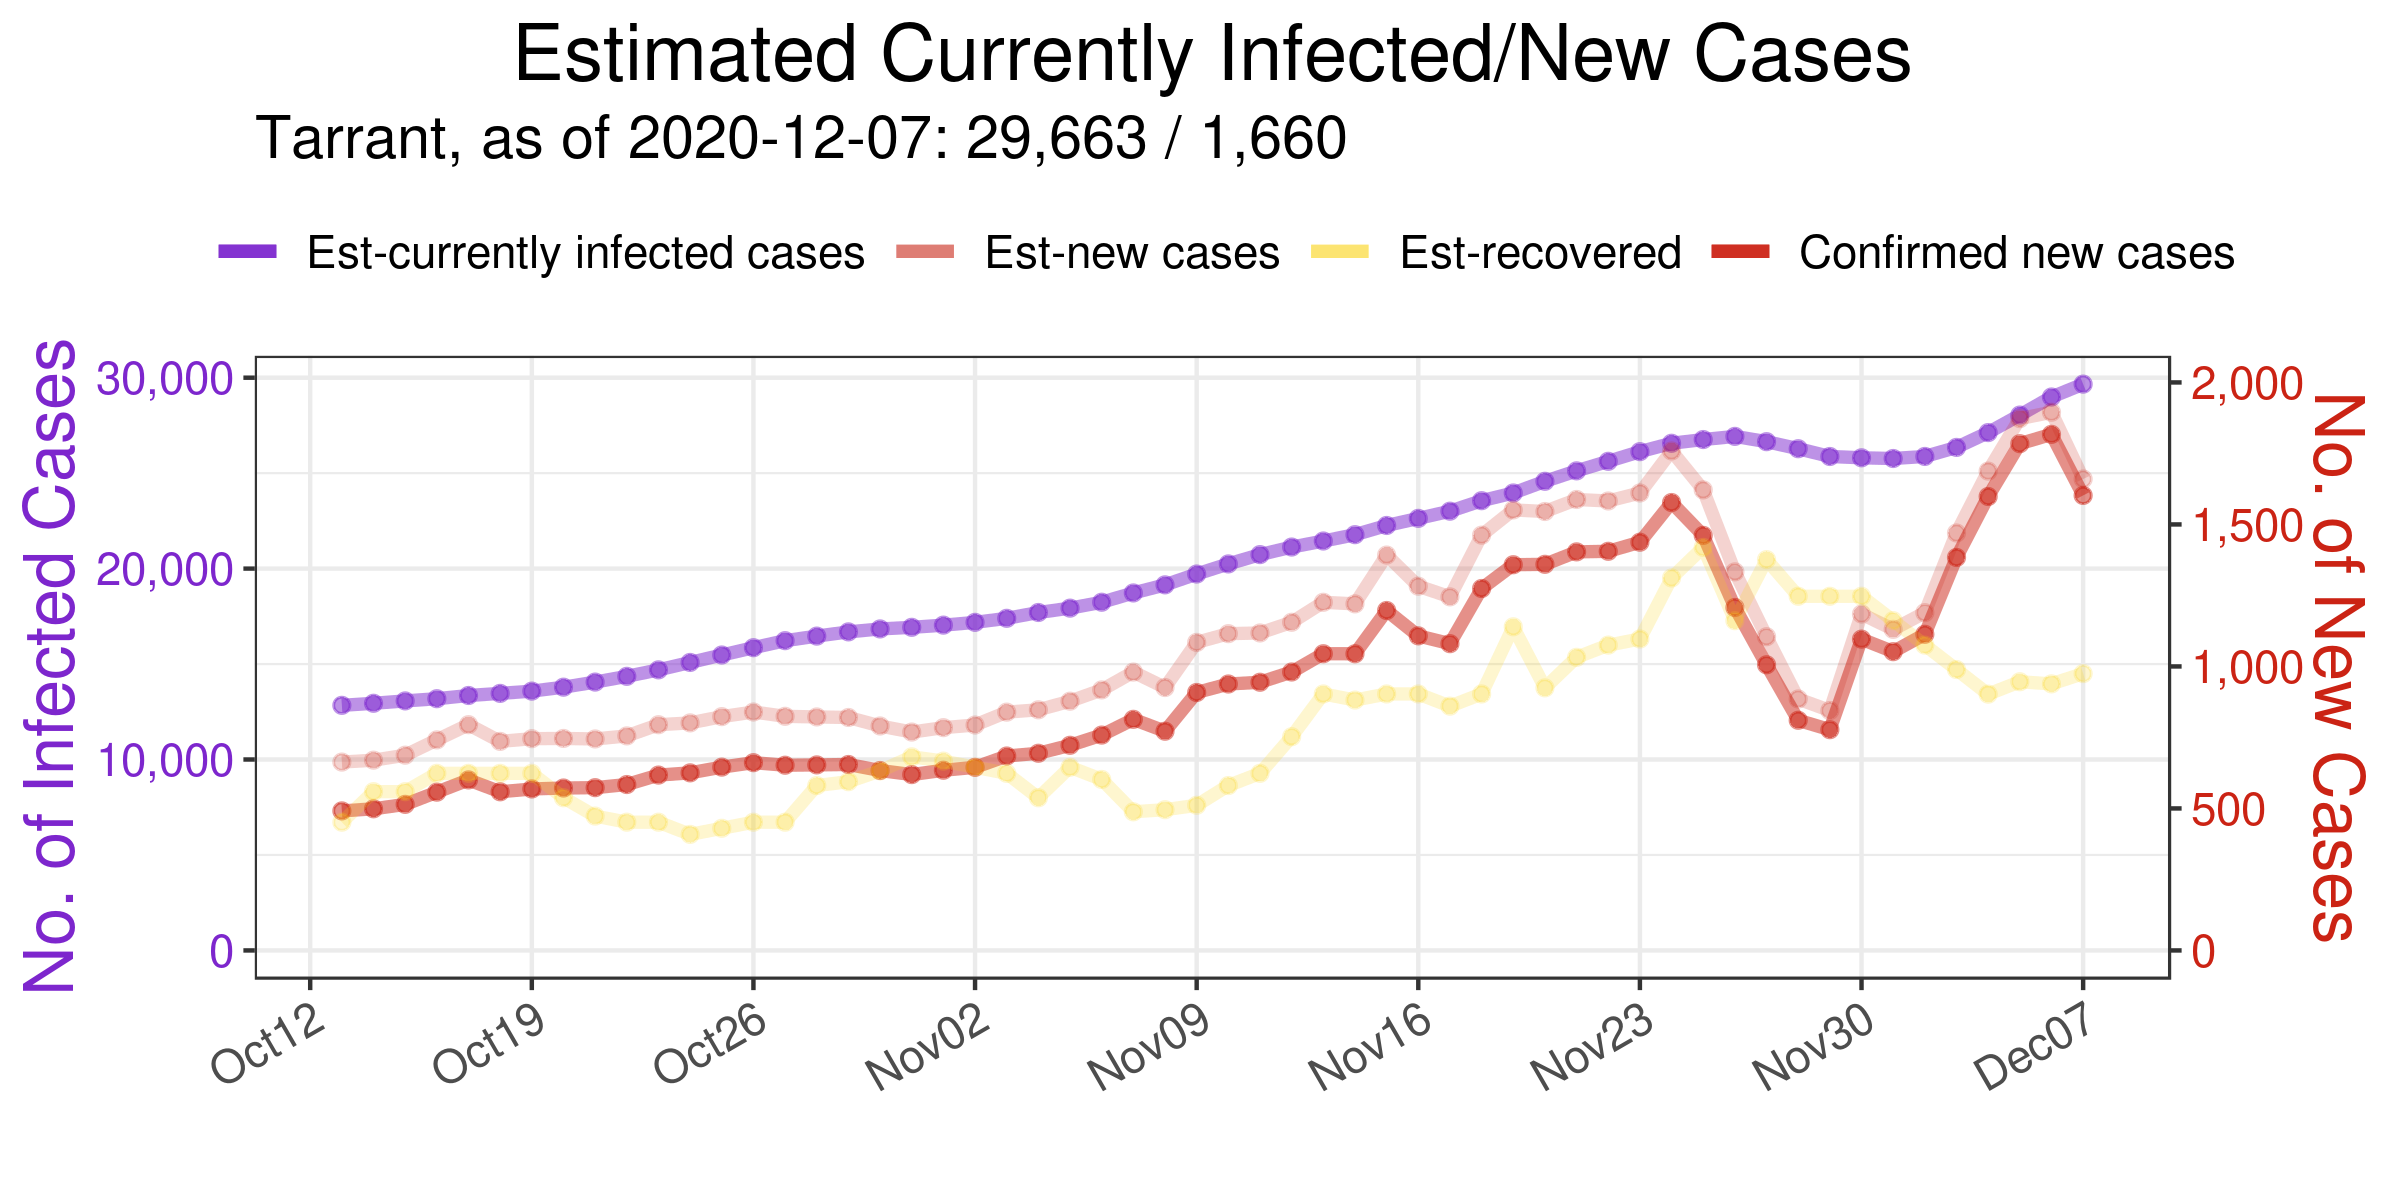 Estimated Currently Infected/New Cases
Tarrant, as of 2020-12-07: 29,663 / 1,660
Est-currently infected cases Est-new cases Est-recovered Confirmed new cases
No. of Infected Cases
30,000
20,000
10,000
0
2,000
1,500
1,000
500
0
No. of New Cases
Oct12 Oct19 Oct26 Nov02 Nov09 Nov16 Nov23 Nov30 Dec07